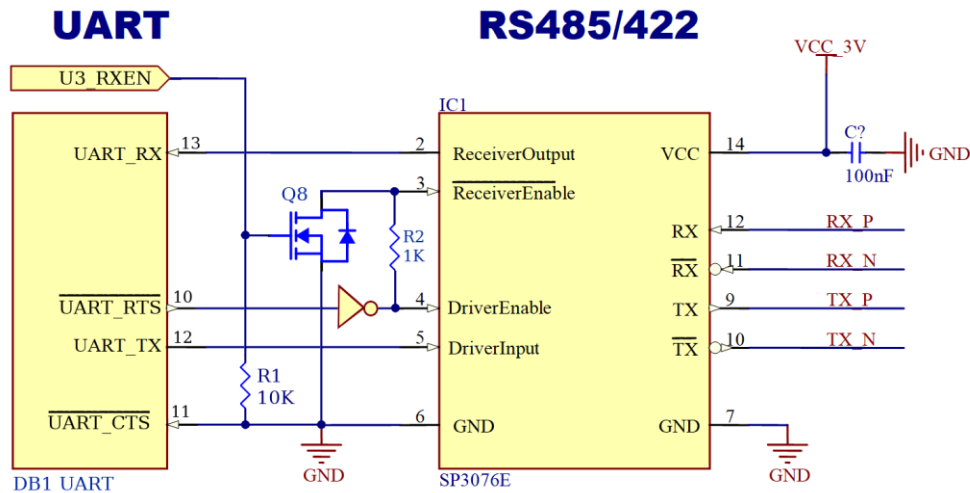 UART
RS485/422
VCC_3V
U3_RXEN
IC1
C?
UART_RX
13
2
ReceiverOutput
VCC
14
100nF
GND
Q8
3
ReceiverEnable
R2
1K
RX
12
RX_P
RX
11
RX_N
UART_RTS
10
4
DriverEnable
TX
9
TX_P
UART_TX
12
5
DriverInput
TX
10
TX_N
R1
10K
UART_CTS
11
6
GND
GND
7
GND
GND
DB1 UART
SP3076E